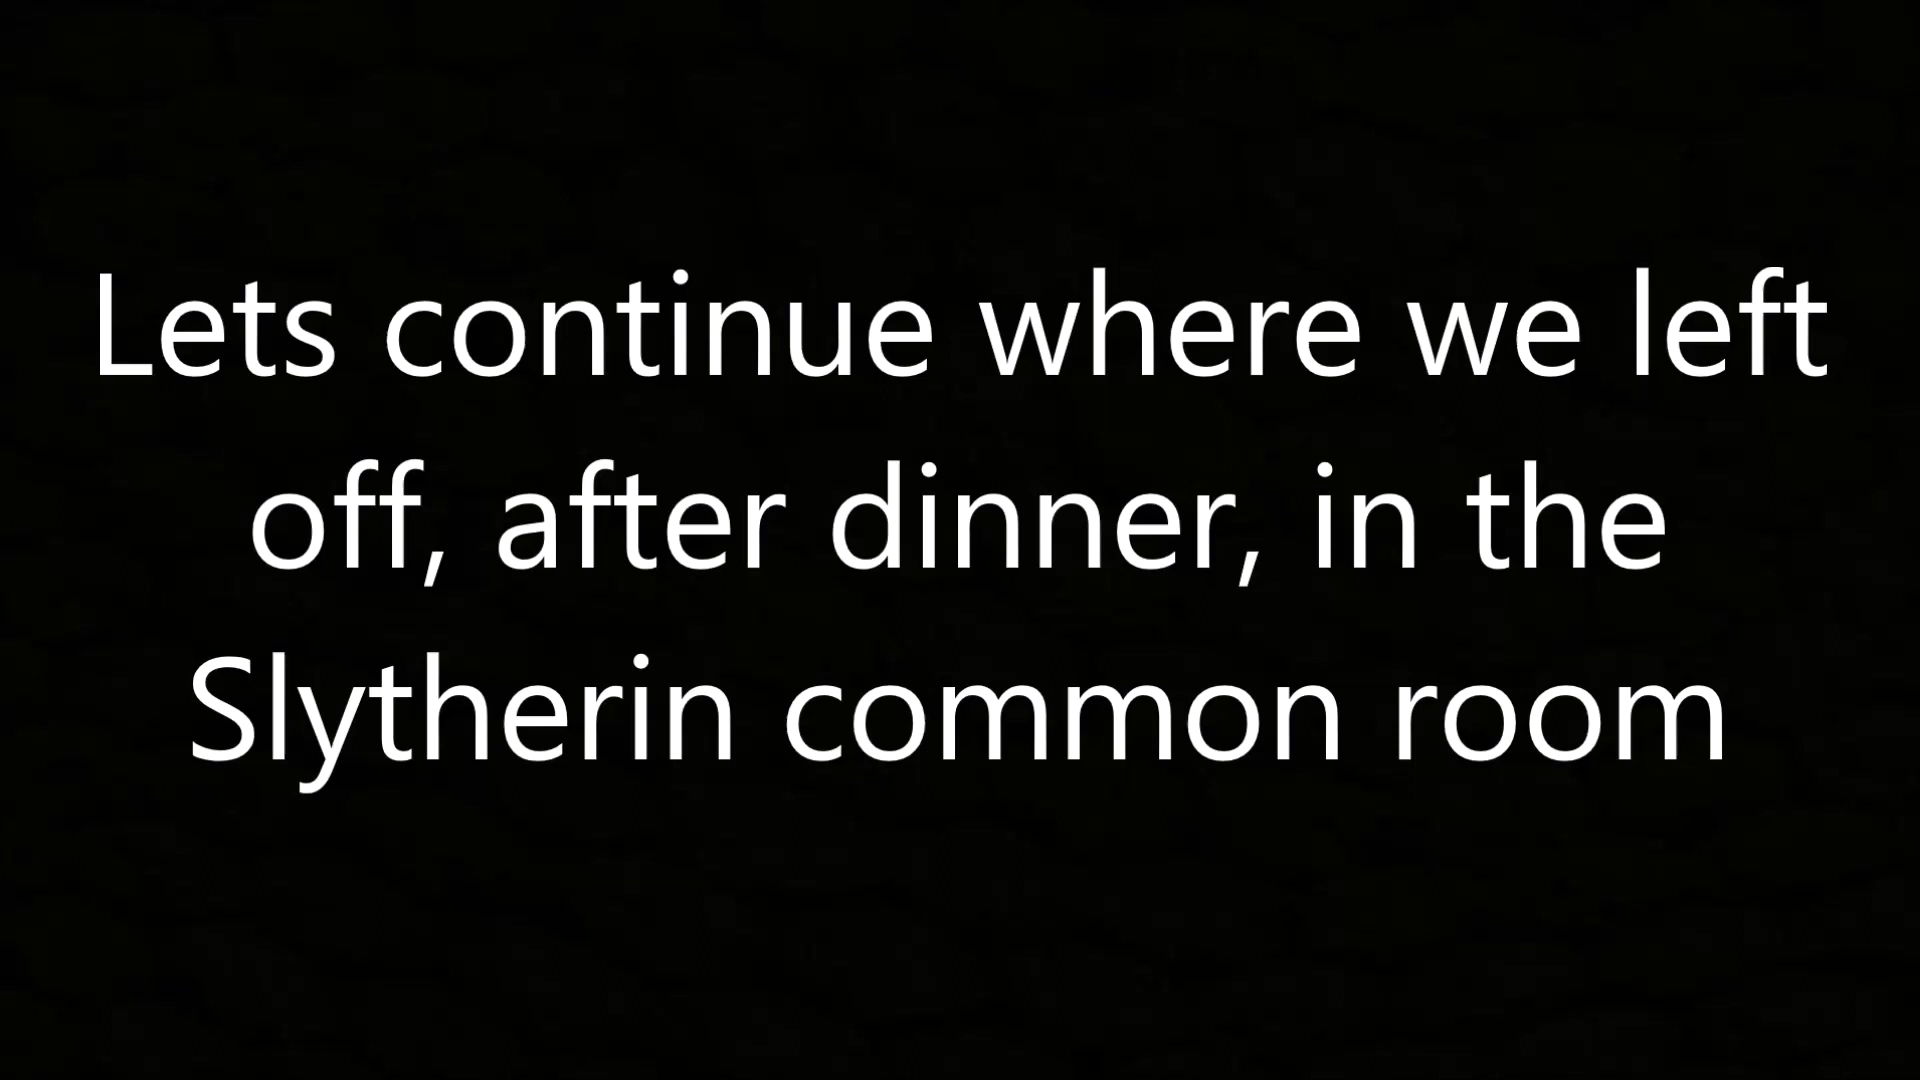 Lets continue where we left
off, after dinner, in the
Slytherin common room